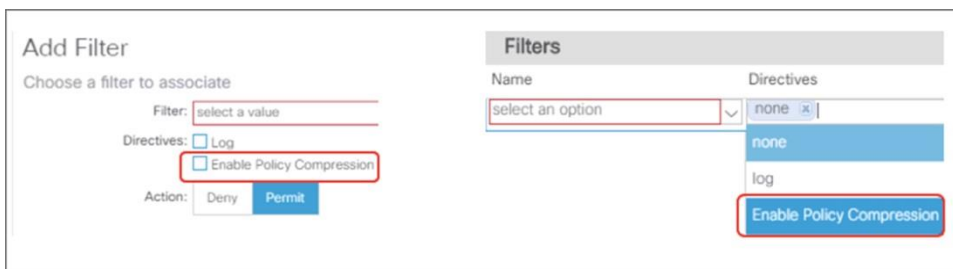 Add Filter
Choose a filter to associate
Filter: select a value
Directives: Log
Enable Policy Compression
Action: Deny Permit
Filters
Name Directives
select an option none x
none
log
Enable Policy Compression